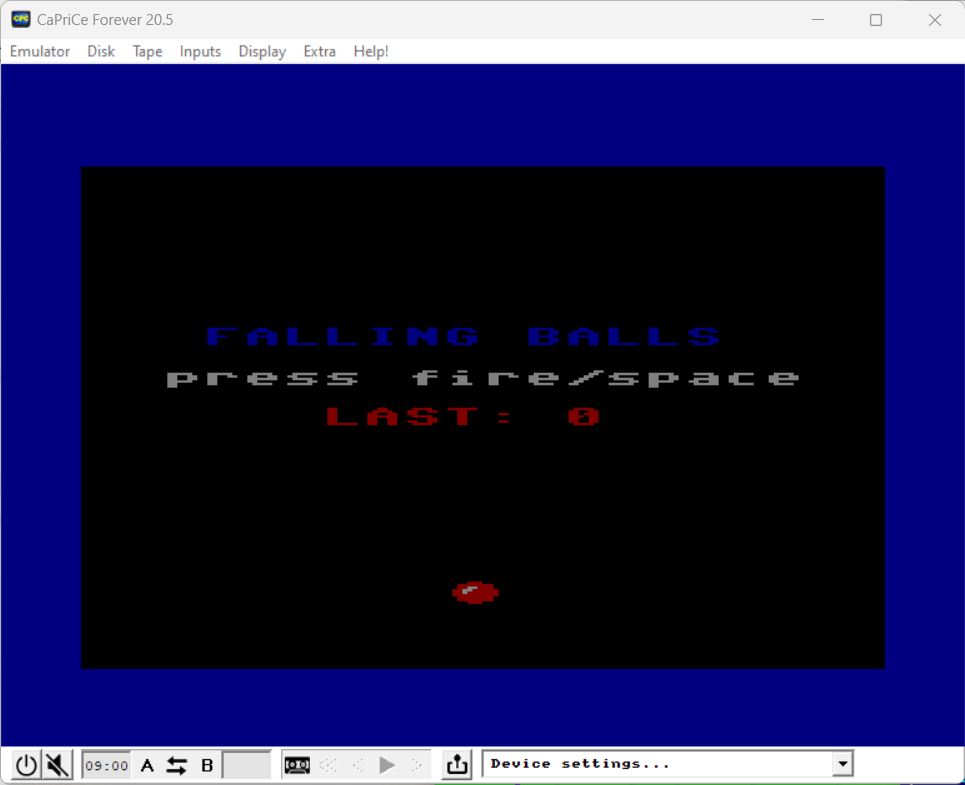 CPC CaPriCe Forever 20.5
Emulator Disk Tape Inputs Display Extra Help!
FALLING BALLS
press fire/space
LAST: 0
09:00 A B Device settings...